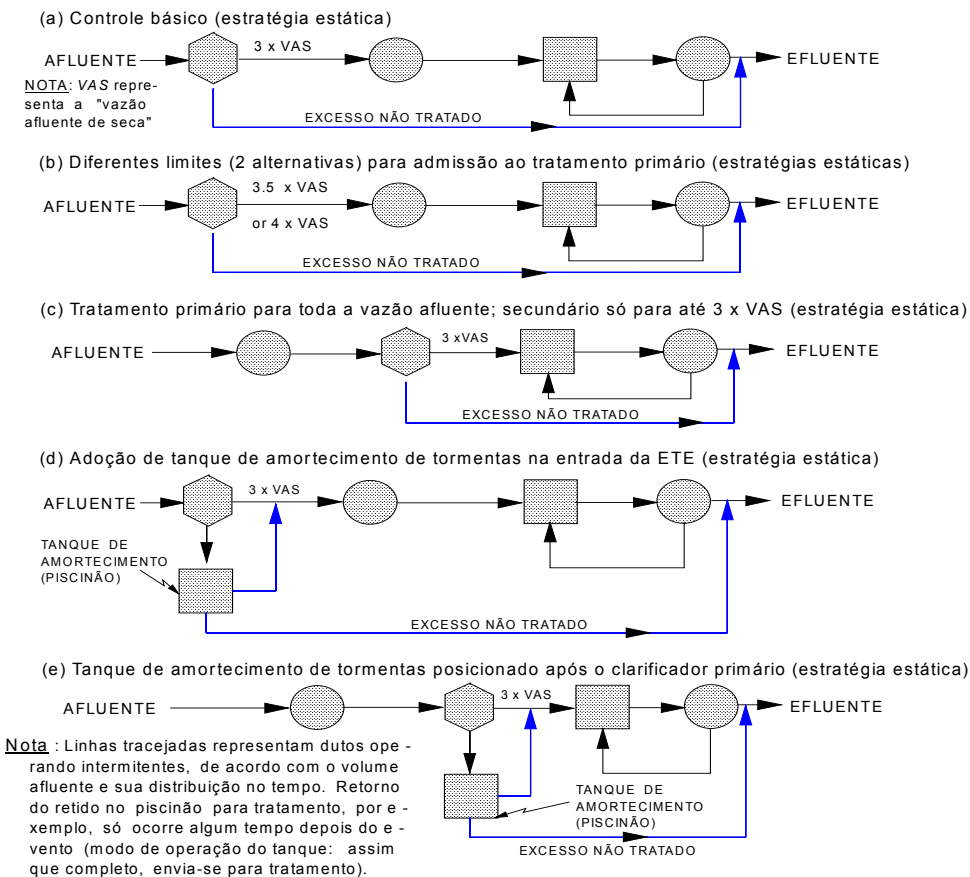 (a) Controle básico (estratégia estática)
AFLUENTE
3 x VAS
EFLUENTE
NOTA: VAS repre-
senta a "vazão
afluente de seca"
EXCESSO NÃO TRATADO
(b) Diferentes limites (2 alternativas) para admissão ao tratamento primário (estratégias estáticas)
AFLUENTE
3.5 x VAS
or 4 x VAS
EFLUENTE
EXCESSO NÃO TRATADO
(c) Tratamento primário para toda a vazão afluente; secundário só para até 3 x VAS (estratégia estática)
AFLUENTE
3 xVAS
EFLUENTE
EXCESSO NÃO TRATADO
(d) Adoção de tanque de amortecimento de tormentas na entrada da ETE (estratégia estática)
AFLUENTE
3 x VAS
EFLUENTE
TANQUE DE
AMORTECIMENTO
(PISCINÃO)
EXCESSO NÃO TRATADO
(e) Tanque de amortecimento de tormentas posicionado após o clarificador primário (estratégia estática)
AFLUENTE
3 x VAS
EFLUENTE
Nota : Linhas tracejadas representam dutos ope -
rando intermitentes, de acordo com o volume
afluente e sua distribuição no tempo. Retorno
do retido no piscinão para tratamento, por e -
xemplo, só ocorre algum tempo depois do e -
vento (modo de operação do tanque: assim
que completo, envia-se para tratamento).
TANQUE DE
AMORTECIMENTO
(PISCINÃO)
EXCESSO NÃO TRATADO